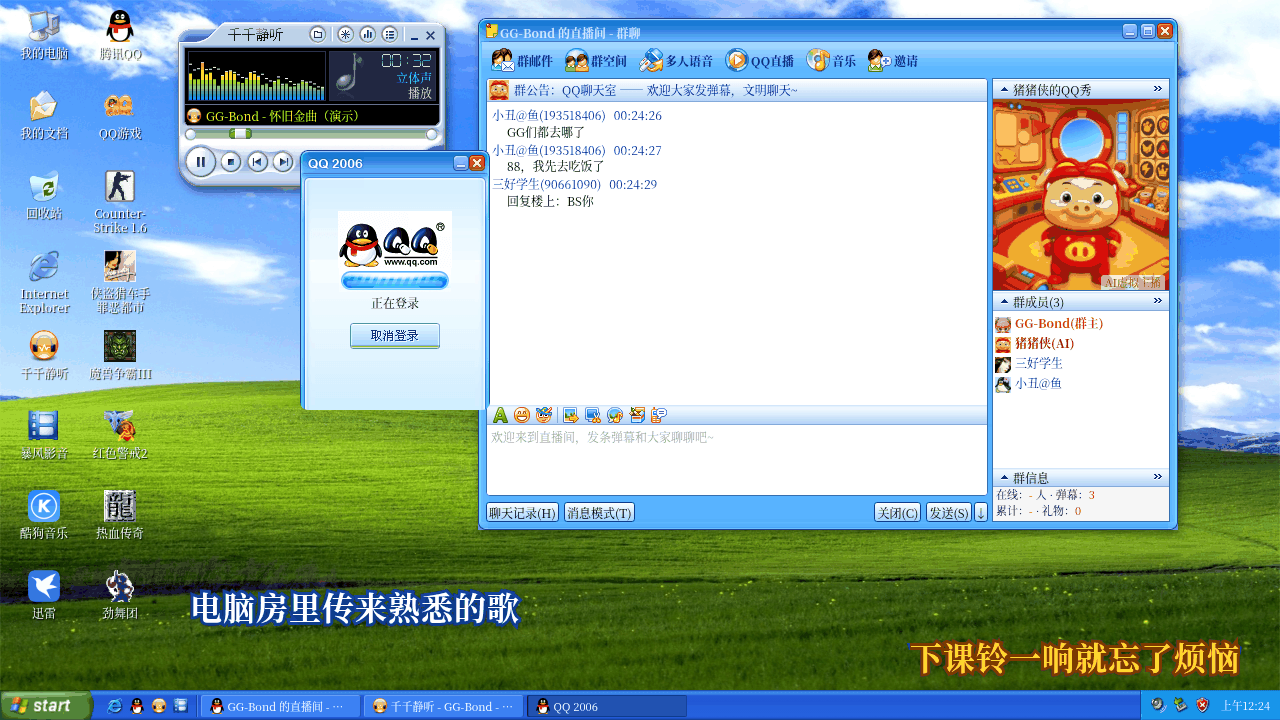 我的电脑
腾讯QQ
我的文档
QQ游戏
回收站
Counter-
Strike 1.6
Internet
Explorer
侠盗猎车手
罪恶都市
千千静听
魔兽争霸III
暴风影音
红色警戒2
酷狗音乐
热血传奇
迅雷
劲舞团
千千静听
00:32
立体声
播放
GG-Bond - 怀旧金曲（演示）
QQ 2006
QQ®
www.qq.com
正在登录
取消登录
GG-Bond 的直播间 - 群聊
群邮件
群空间
多人语音
QQ直播
音乐
邀请
群公告：QQ聊天室 —— 欢迎大家发弹幕，文明聊天~
小丑@鱼(193518406) 00:24:26
GG们都去哪了
小丑@鱼(193518406) 00:24:27
88，我先去吃饭了
三好学生(90661090) 00:24:29
回复楼上：BS你
欢迎来到直播间，发条弹幕和大家聊聊吧~
聊天记录(H)
消息模式(T)
关闭(C)
发送(S)
↓
猪猪侠的QQ秀
AI虚拟主播
群成员(3)
GG-Bond(群主)
猪猪侠(AI)
三好学生
小丑@鱼
群信息
在线：- 人 · 弹幕：3
累计：- · 礼物：0
电脑房里传来熟悉的歌
下课铃一响就忘了烦恼
start
GG-Bond 的直播间 - ···
千千静听 - GG-Bond - ···
QQ 2006
上午12:24